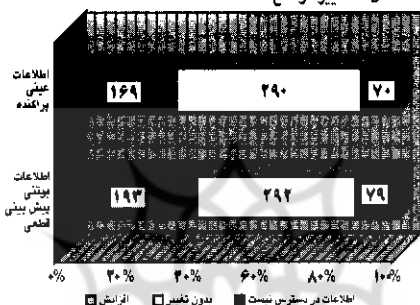 اطلاعات
عینی
پراکنده
۱۶۹ ۲۹۰ ۷۰
اطلاعات
مبتنی
پیش بینی
قطعی
۱۹۳ ۲۹۲ ۷۹
۰% ۲۰% ۴۰% ۶۰% ۸۰% ۱۰۰%
افزایش بدون تغییر اطلاعات در دسترس نیست